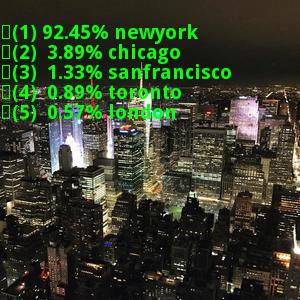 (1) 92.45% newyork
(2) 3.89% chicago
(3) 1.33% sanfrancisco
(4) 0.89% toronto
(5) 0.57% london